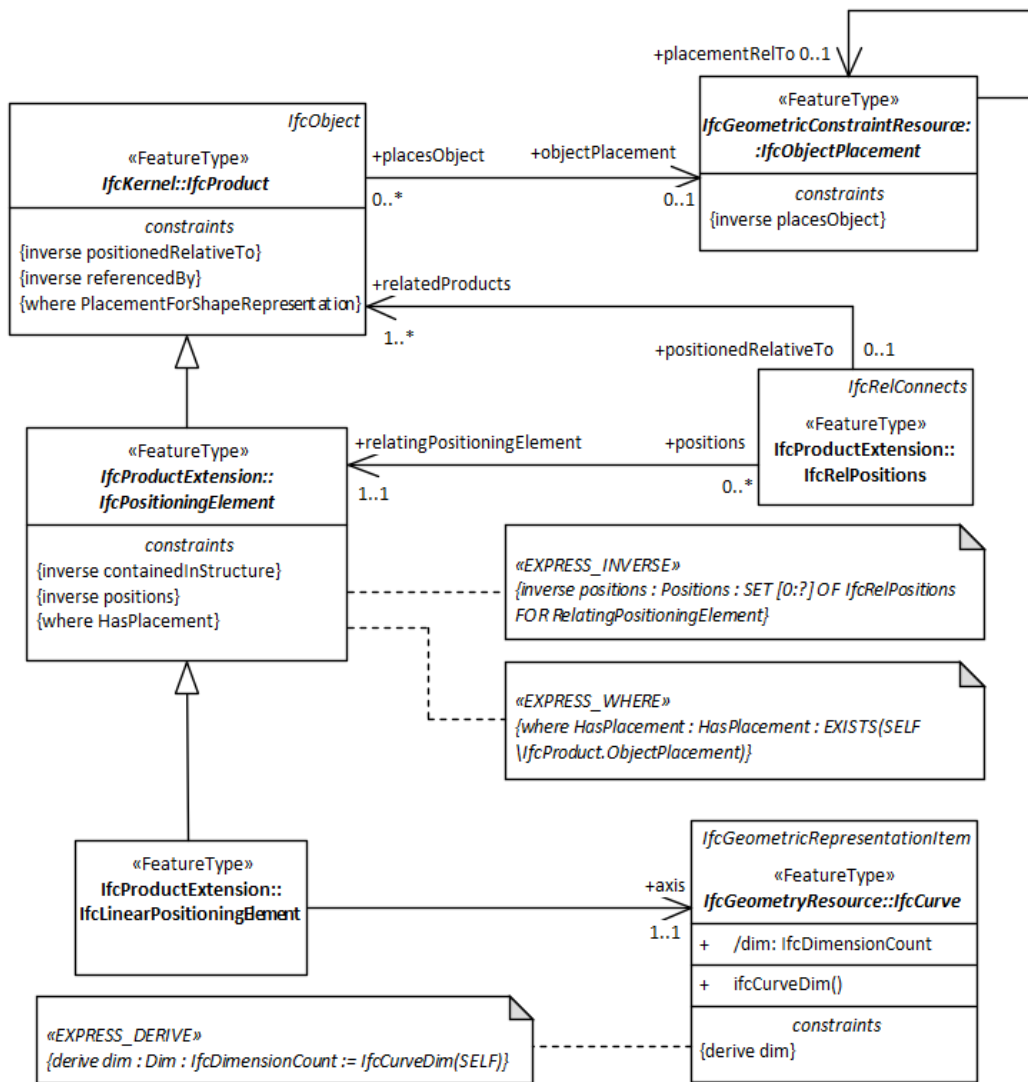 +placementRelTo 0..1
«FeatureType»
IfcGeometricConstraintResource:
:IfcObjectPlacement
constraints
{inverse placesObject}
IfcObject
«FeatureType»
IfcKernel::IfcProduct
constraints
{inverse positionedRelativeTo}
{inverse referencedBy}
{where PlacementForShapeRepresentation}
+placesObject
+objectPlacement
0..*
0..1
+relatedProducts
1..*
+positionedRelativeTo
0..1
IfcRelConnects
«FeatureType»
IfcProductExtension::
IfcRelPositions
«FeatureType»
IfcProductExtension::
IfcPositioningElement
constraints
{inverse containedInStructure}
{inverse positions}
{where HasPlacement}
+relatingPositioningElement
+positions
1..1
0..*
«EXPRESS_INVERSE»
{inverse positions : Positions : SET [0:?] OF IfcRelPositions
FOR RelatingPositioningElement}
«EXPRESS_WHERE»
{where HasPlacement : HasPlacement : EXISTS(SELF
\IfcProduct.ObjectPlacement)}
«FeatureType»
IfcProductExtension::
IfcLinearPositioningElement
+axis
1..1
IfcGeometricRepresentationItem
«FeatureType»
IfcGeometryResource::IfcCurve
+ /dim: IfcDimensionCount
+ ifcCurveDim()
constraints
{derive dim}
«EXPRESS_DERIVE»
{derive dim : Dim : IfcDimensionCount := IfcCurveDim(SELF)}